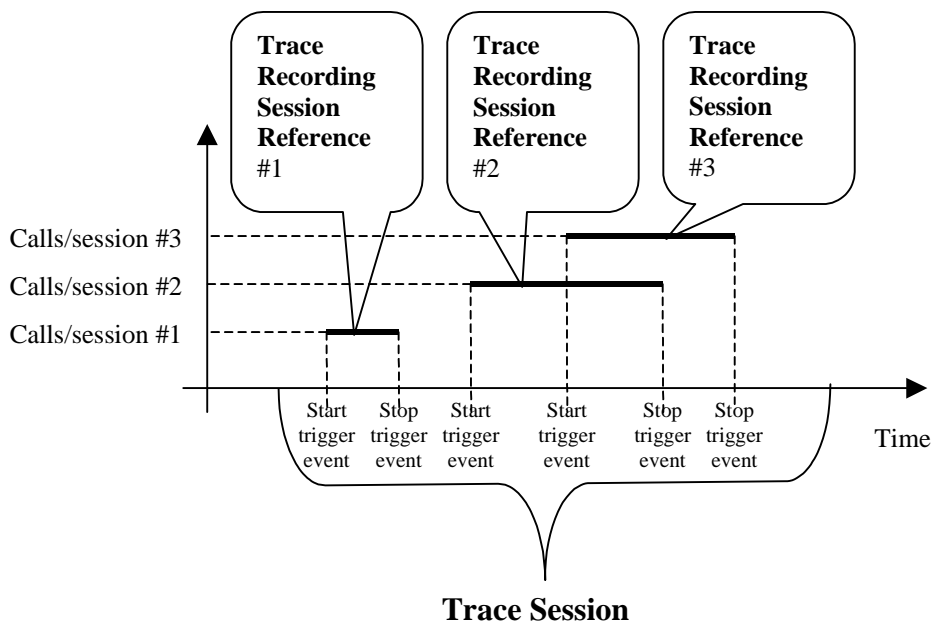 Trace
Recording
Session
Reference
#1
Trace
Recording
Session
Reference
#2
Trace
Recording
Session
Reference
#3
Calls/session #3
Calls/session #2
Calls/session #1
Start
trigger
event
Stop
trigger
event
Start
trigger
event
Start
trigger
event
Stop
trigger
event
Stop
trigger
event
Time
Trace Session